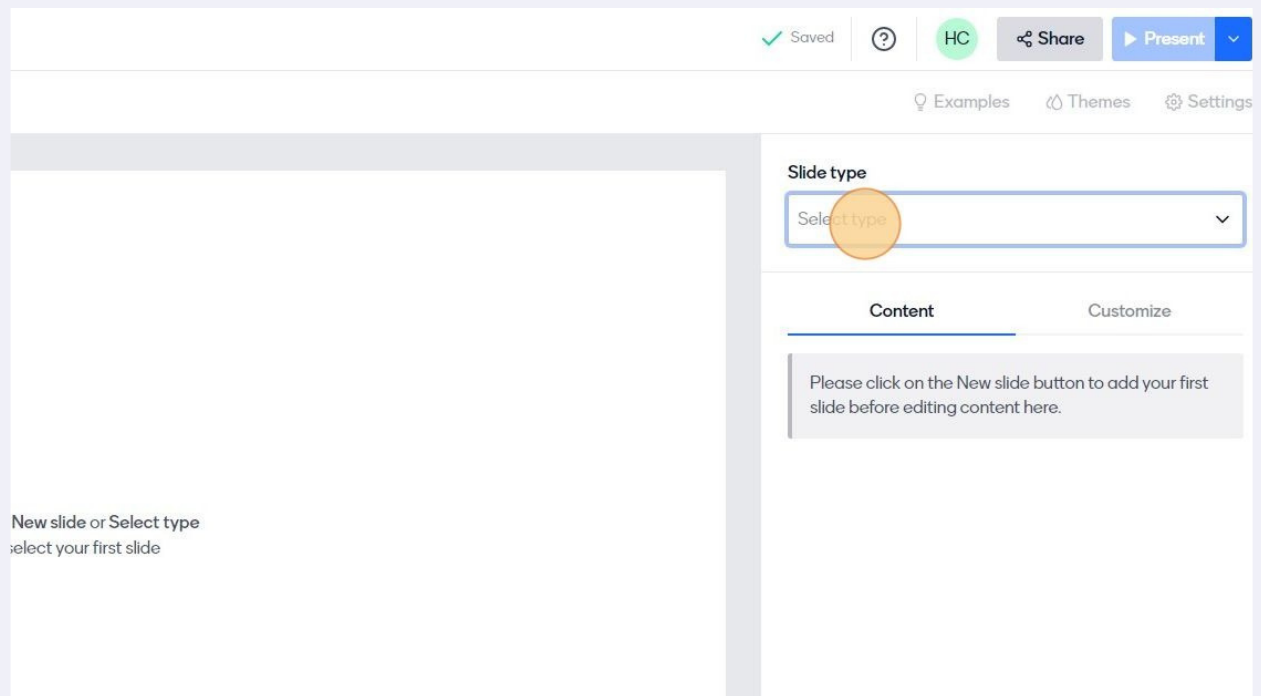 Saved
HC
Share
Present
Examples
Themes
Settings
Slide type
Select type
Content
Customize
Please click on the New slide button to add your first
slide before editing content here.
New slide or Select type
select your first slide